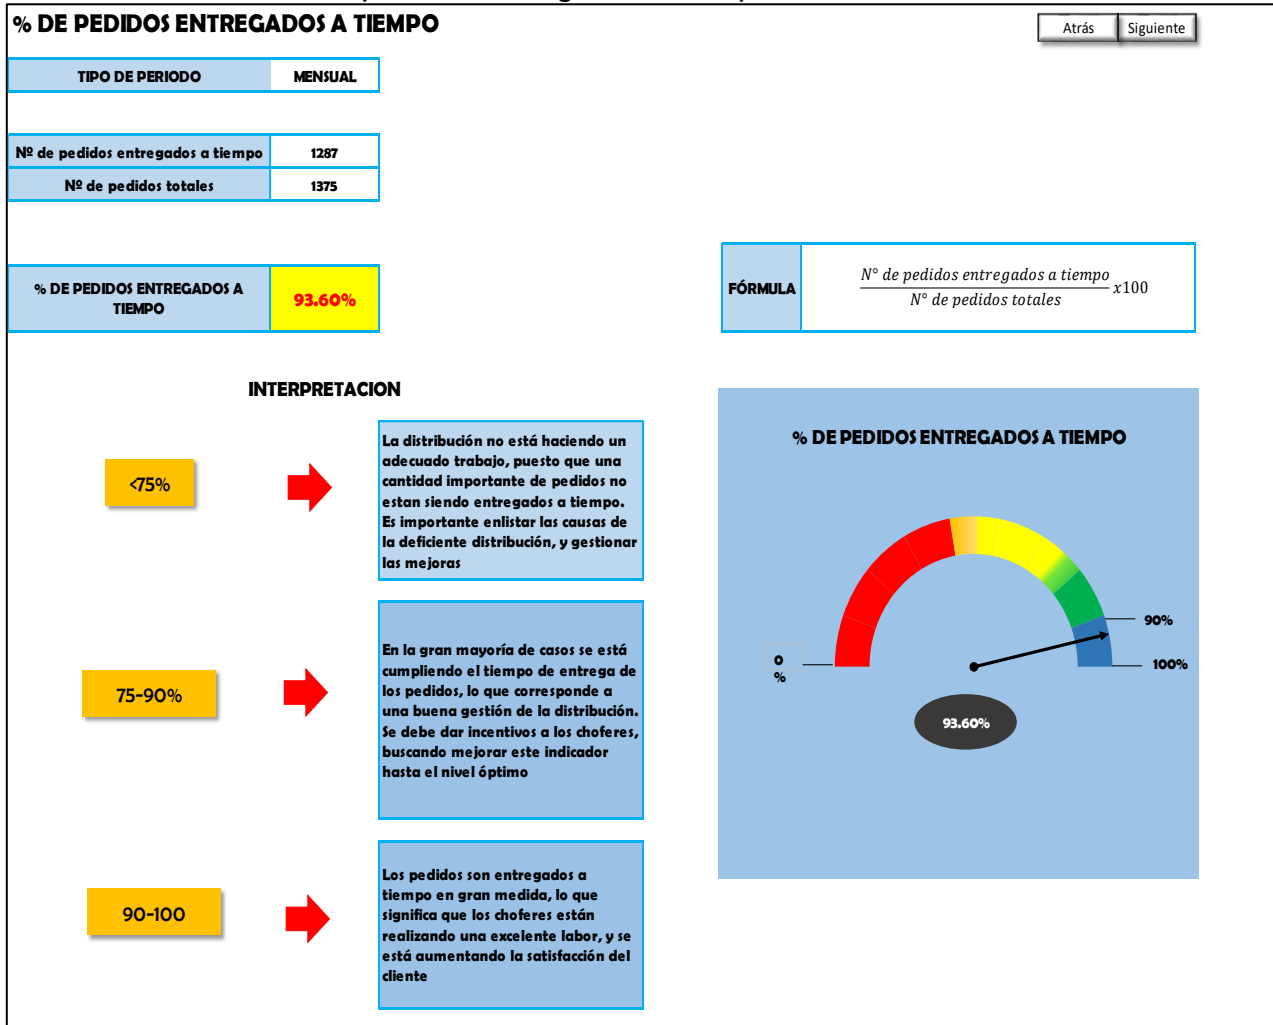 % DE PEDIDOS ENTREGADOS A TIEMPO
Atrás
Siguiente
TIPO DE PERIODO
MENSUAL
Nº de pedidos entregados a tiempo
1287
Nº de pedidos totales
1375
% DE PEDIDOS ENTREGADOS A
TIEMPO
93.60%
FÓRMULA
N° de pedidos entregados a tiempo
N° de pedidos totales
x100
INTERPRETACION
<75%
La distribución no está haciendo un
adecuado trabajo, puesto que una
cantidad importante de pedidos no
estan siendo entregados a tiempo.
Es importante enlistar las causas de
la deficiente distribución, y gestionar
las mejoras
75-90%
En la gran mayoría de casos se está
cumpliendo el tiempo de entrega de
los pedidos, lo que corresponde a
una buena gestión de la distribución.
Se debe dar incentivos a los choferes,
buscando mejorar este indicador
hasta el nivel óptimo
90-100
Los pedidos son entregados a
tiempo en gran medida, lo que
significa que los choferes están
realizando una excelente labor, y se
está aumentando la satisfacción del
cliente
% DE PEDIDOS ENTREGADOS A TIEMPO
90%
0
%
100%
93.60%